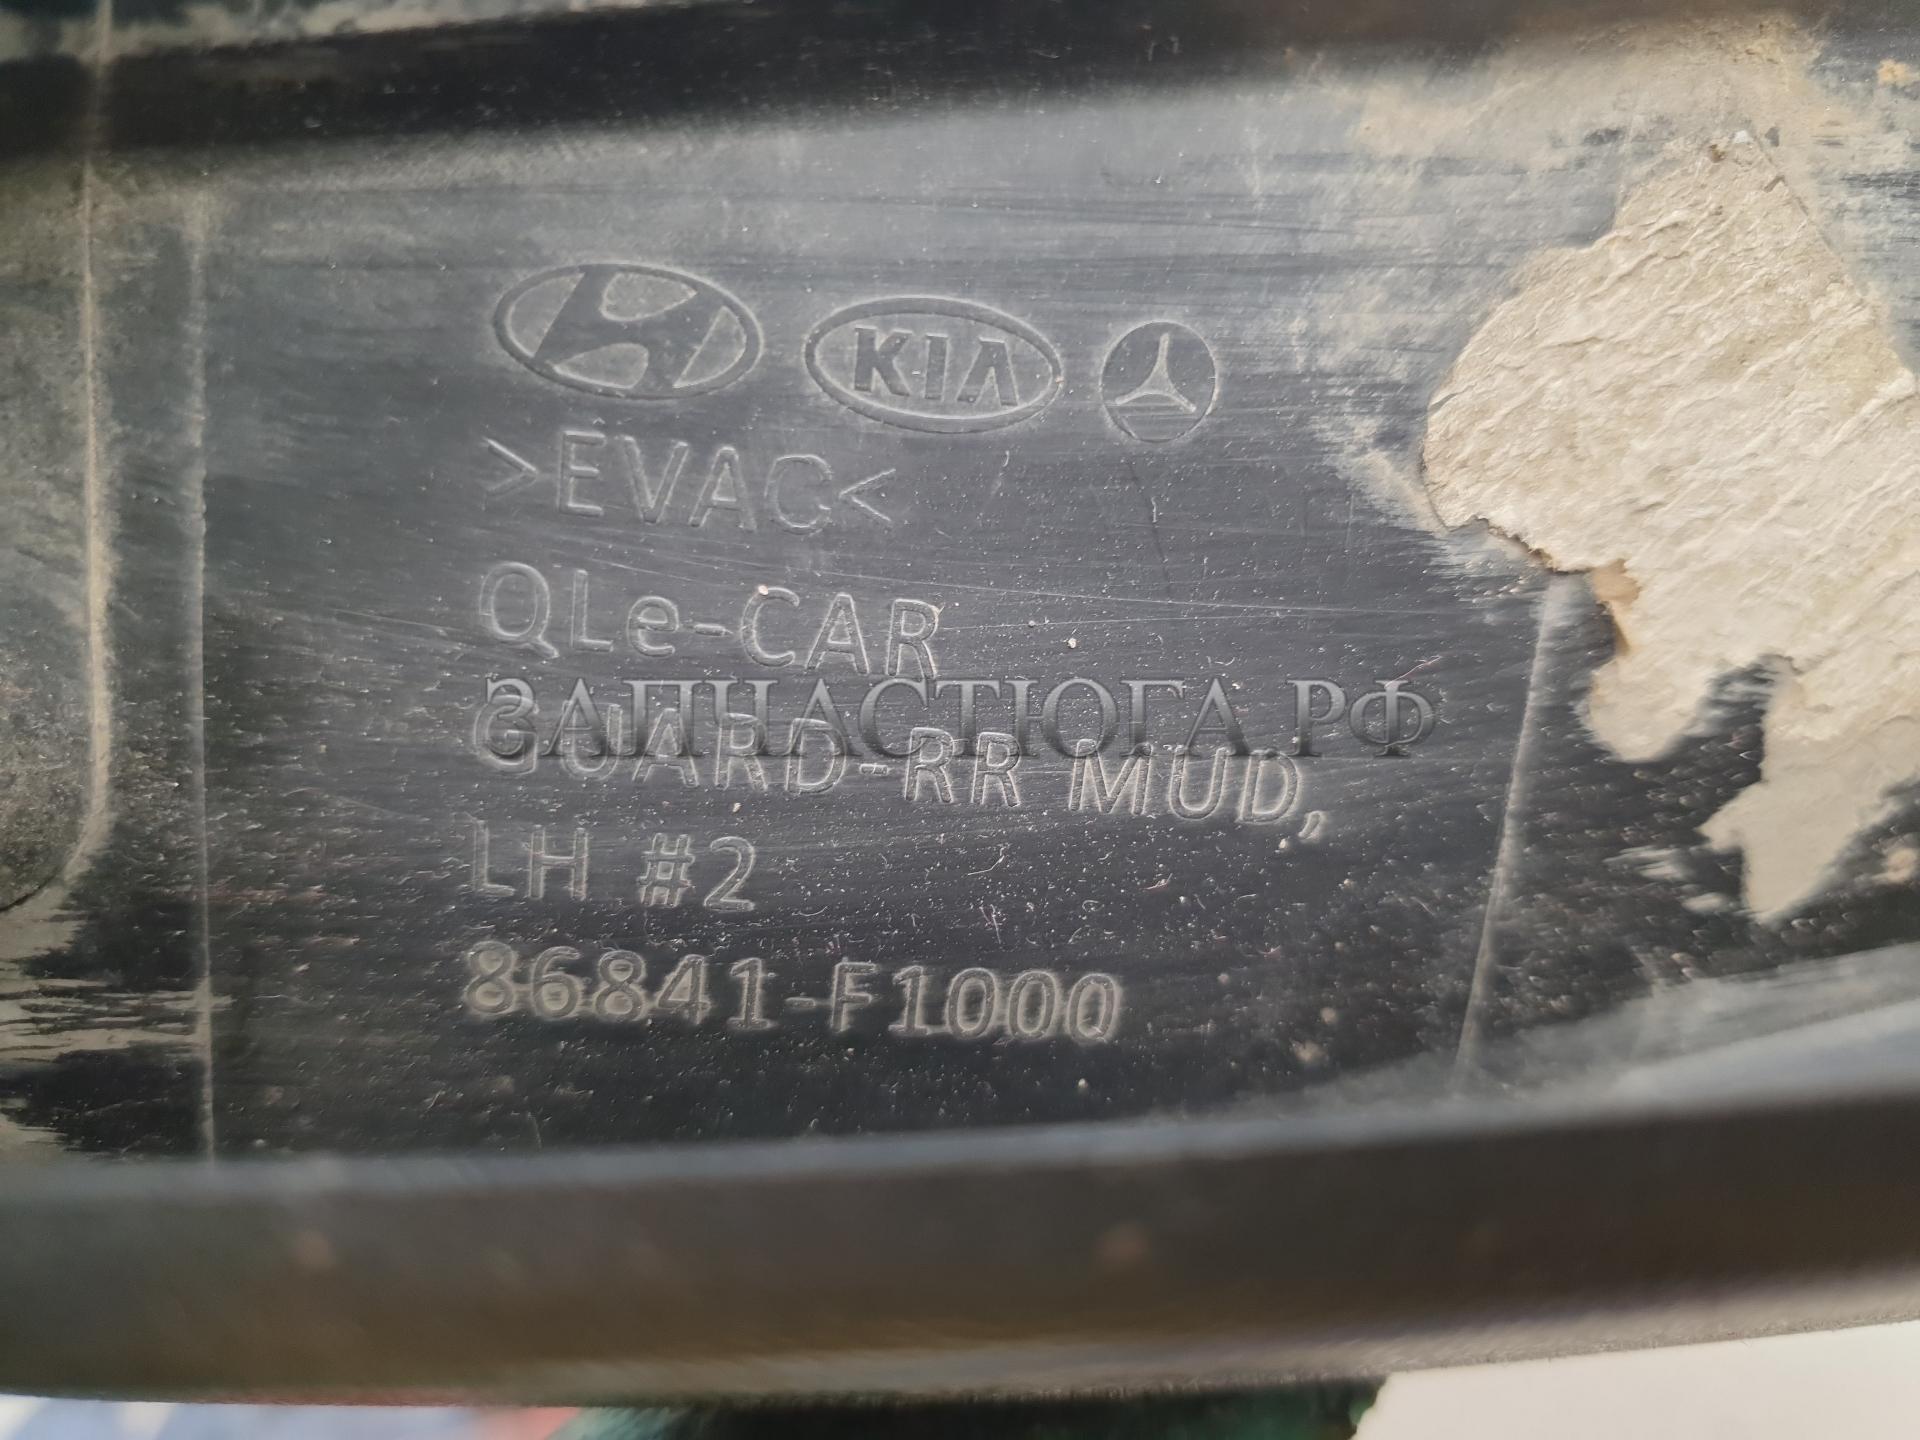 KIA
>EVAC<
QLe-CAR
ЗАПЧАСТЮГА.РФ
GUARD-RR MUD,
LH #2
86841-F1000